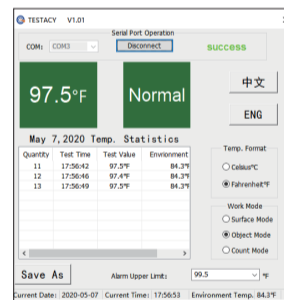 TESTACY V1.01
Serial Port Operation
COM: COM3 Disconnect success
97.5°F Normal
中文
ENG
May 7,2020 Temp. Statistics
Quantity Test Time Test Value Envrionment
11 17:56:42 97.5°F 84.3°F
12 17:56:46 97.4°F 84.3°F
13 17:56:49 97.5°F 84.3°F
Temp. Format
Celsius°C
Fahrenheit°F
Work Mode
Surface Mode
Object Mode
Count Mode
Save As Alarm Upper Limit: 99.5 °F
Current Date: 2020-05-07 Current Time: 17:56:53 Environment Temp. 84.3°F